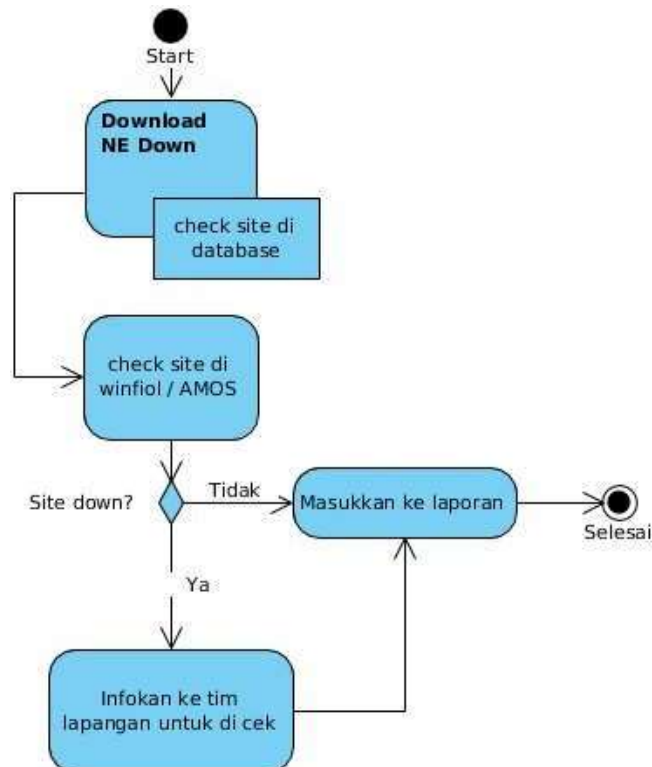 Start
Download
NE Down
check site di
database
check site di
winfiol / AMOS
Site down?
Tidak
Masukkan ke laporan
Selesai
Ya
Infokan ke tim
lapangan untuk di cek